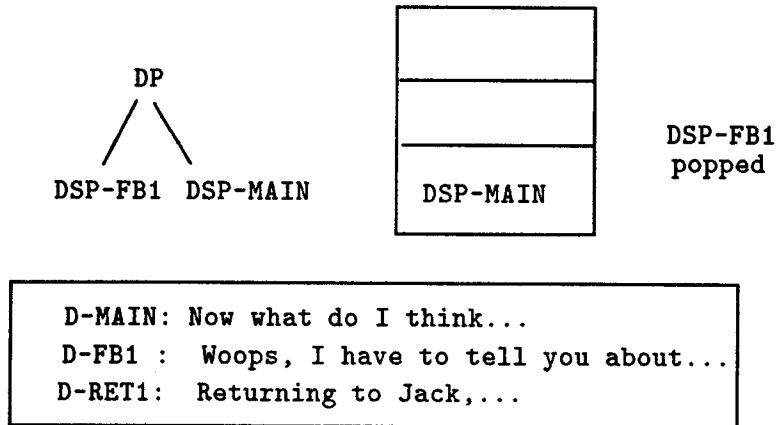 DP
DSP-FB1 DSP-MAIN
DSP-MAIN
DSP-FB1
popped
D-MAIN: Now what do I think...
D-FB1 : Woops, I have to tell you about...
D-RET1: Returning to Jack,...